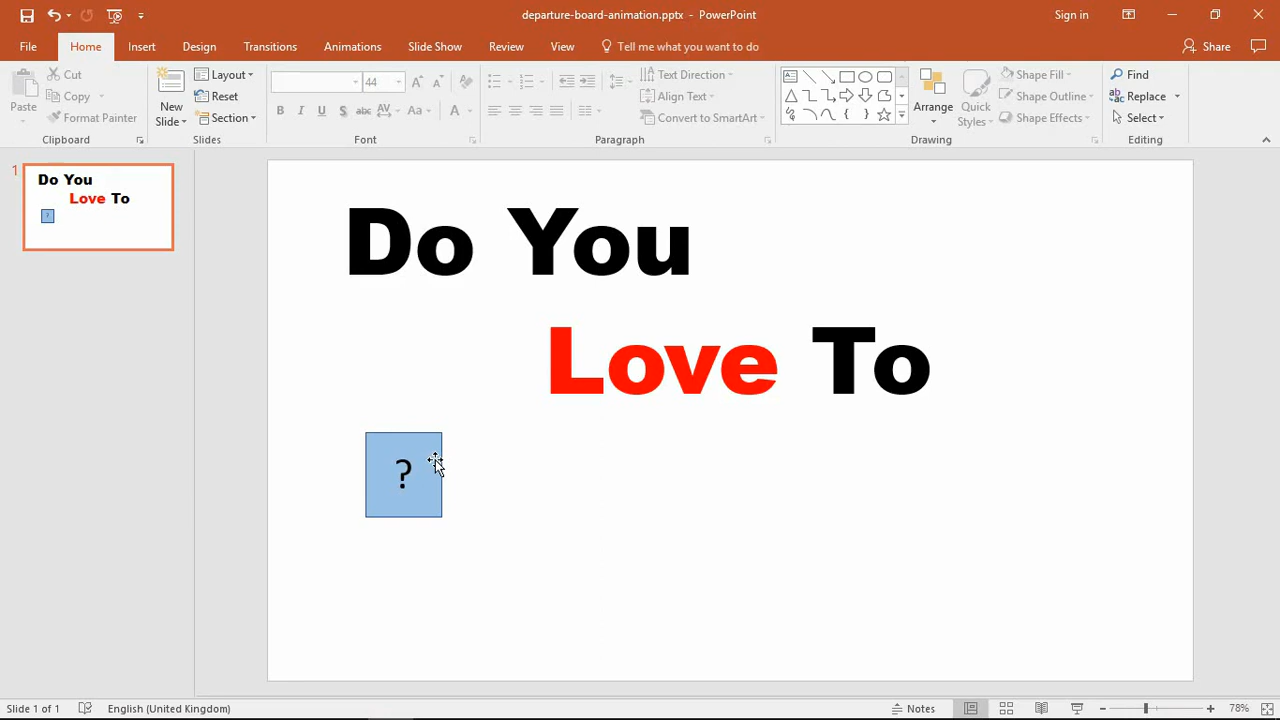 departure-board-animation.pptx - PowerPoint
Sign in
File Home Insert Design Transitions Animations Slide Show Review View Tell me what you want to do Share
Paste
Cut
Copy
Format Painter
Clipboard
New Slide
Layout
Reset
Section
Slides
44
B I U S abc AV Aa A
Font
Text Direction
Align Text
Convert to SmartArt
Paragraph
Arrange
Quick Styles
Shape Fill
Shape Outline
Shape Effects
Drawing
Find
Replace
Select
Editing
1
Do You
Love To
?
Do You
Love To
?
Slide 1 of 1 English (United Kingdom) Notes 78%